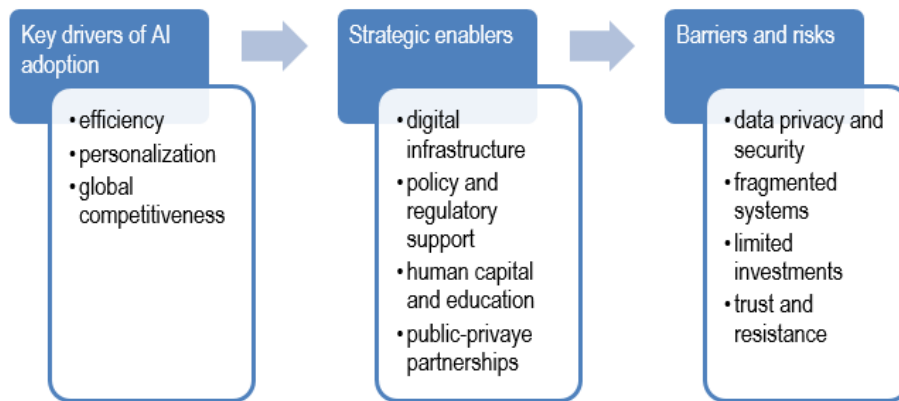 Key drivers of AI
adoption
• efficiency
• personalization
• global
competitiveness
Strategic enablers
• digital
infrastructure
• policy and
regulatory
support
• human capital
and education
• public-privaye
partnerships
Barriers and risks
• data privacy and
security
• fragmented
systems
• limited
investments
• trust and
resistance